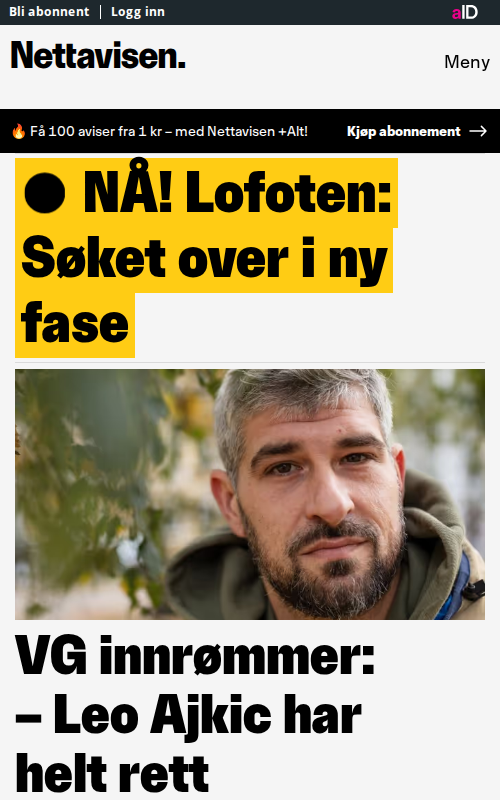 Bli abonnent | Logg inn
aID
Nettavisen.
Meny
🔥 Få 100 aviser fra 1 kr – med Nettavisen +Alt!
Kjøp abonnement →
● NÅ! Lofoten:
Søket over i ny
fase
VG innrømmer:
– Leo Ajkic har
helt rett